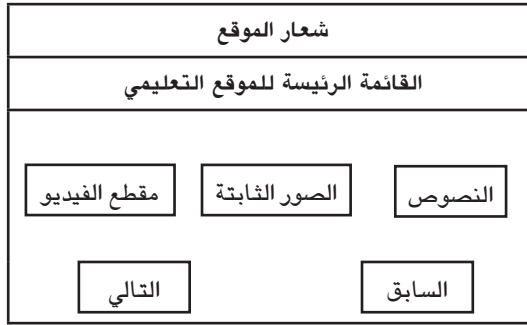 شعار الموقع
القائمة الرئيسة للموقع التعليمي
النصوص
الصور الثابتة
مقطع الفيديو
السابق
التالي